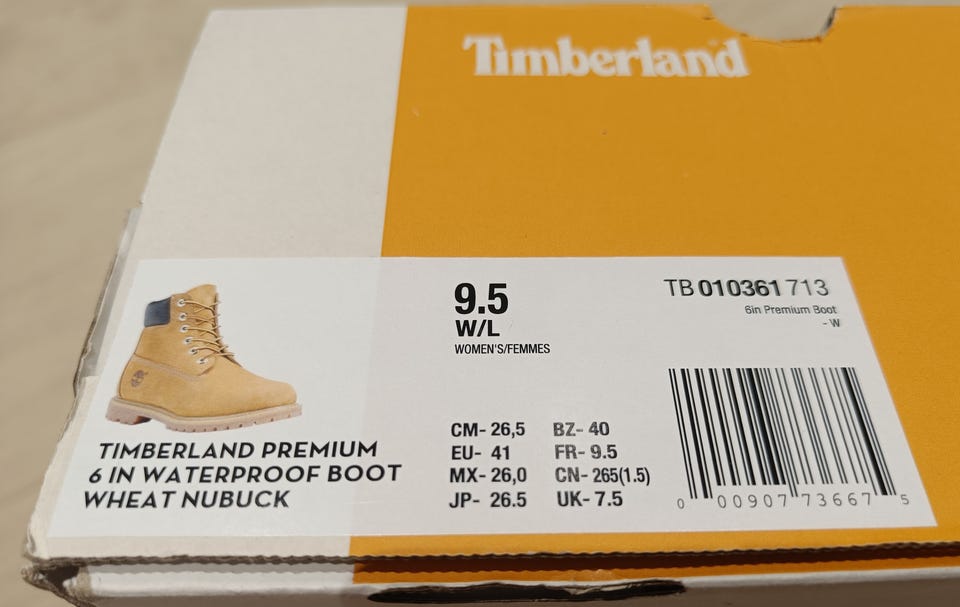 Timberland
9.5
W/L
WOMEN'S/FEMMES
TB 010361 713
6in Premium Boot
- W
TIMBERLAND PREMIUM
6 IN WATERPROOF BOOT
WHEAT NUBUCK
CM- 26,5 BZ- 40
EU- 41 FR- 9.5
MX- 26,0 CN- 265(1.5)
JP- 26.5 UK- 7.5
0 00907 73667 5